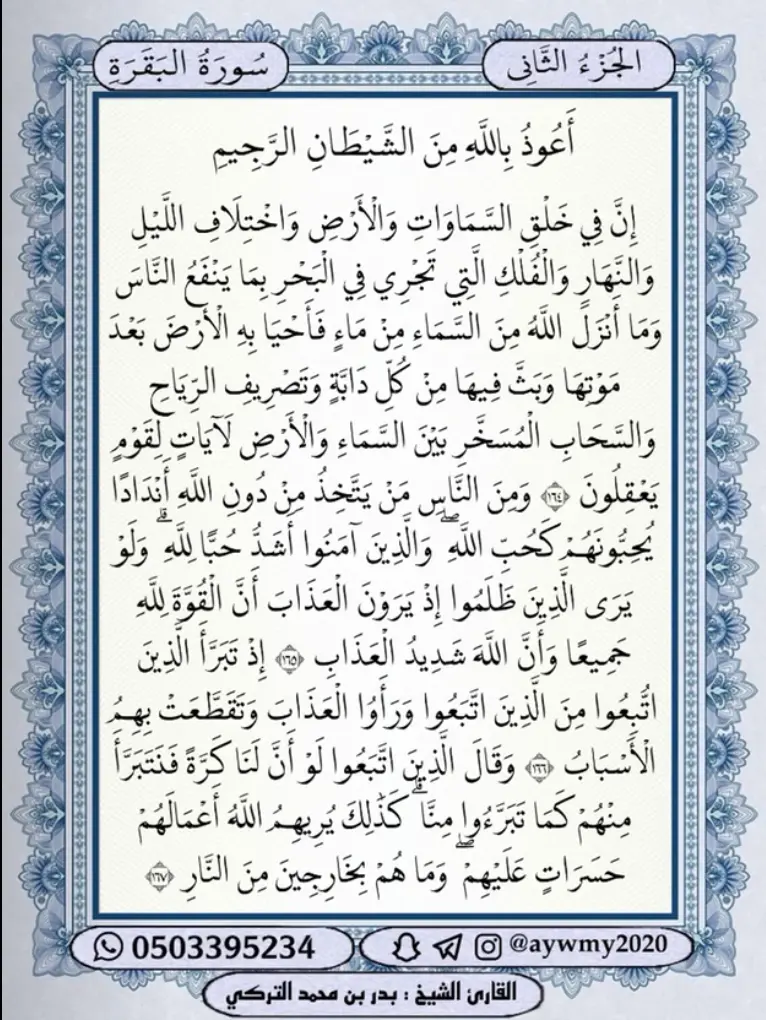 الجُزْءُ الثَّانِى
سُورَةُ البَقَرَةِ
أَعُوذُ بِاللَّهِ مِنَ الشَّيْطَانِ الرَّجِيمِ
إِنَّ فِي خَلْقِ السَّمَاوَاتِ وَالْأَرْضِ وَاخْتِلَافِ اللَّيْلِ
وَالنَّهَارِ وَالْفُلْكِ الَّتِي تَجْرِي فِي الْبَحْرِ بِمَا يَنْفَعُ النَّاسَ
وَمَا أَنْزَلَ اللَّهُ مِنَ السَّمَاءِ مِنْ مَاءٍ فَأَحْيَا بِهِ الْأَرْضَ بَعْدَ
مَوْتِهَا وَبَثَّ فِيهَا مِنْ كُلِّ دَابَّةٍ وَتَصْرِيفِ الرِّيَاحِ
وَالسَّحَابِ الْمُسَخَّرِ بَيْنَ السَّمَاءِ وَالْأَرْضِ لَآيَاتٍ لِقَوْمٍ
يَعْقِلُونَ ١٦٤ وَمِنَ النَّاسِ مَنْ يَتَّخِذُ مِنْ دُونِ اللَّهِ أَنْدَادًا
يُحِبُّونَهُمْ كَحُبِّ اللَّهِ ۖ وَالَّذِينَ آمَنُوا أَشَدُّ حُبًّا لِلَّهِ ۗ وَلَوْ
يَرَى الَّذِينَ ظَلَمُوا إِذْ يَرَوْنَ الْعَذَابَ أَنَّ الْقُوَّةَ لِلَّهِ
جَمِيعًا وَأَنَّ اللَّهَ شَدِيدُ الْعَذَابِ ١٦٥ إِذْ تَبَرَّأَ الَّذِينَ
اتُّبِعُوا مِنَ الَّذِينَ اتَّبَعُوا وَرَأَوُا الْعَذَابَ وَتَقَطَّعَتْ بِهِمُ
الْأَسْبَابُ ١٦٦ وَقَالَ الَّذِينَ اتَّبَعُوا لَوْ أَنَّ لَنَا كَرَّةً فَنَتَبَرَّأَ
مِنْهُمْ كَمَا تَبَرَّءُوا مِنَّا ۗ كَذَٰلِكَ يُرِيهِمُ اللَّهُ أَعْمَالَهُمْ
حَسَرَاتٍ عَلَيْهِمْ ۖ وَمَا هُمْ بِخَارِجِينَ مِنَ النَّارِ ١٦٧
0503395234
@aywmy2020
القارئ الشيخ : بدر بن محمد التركي